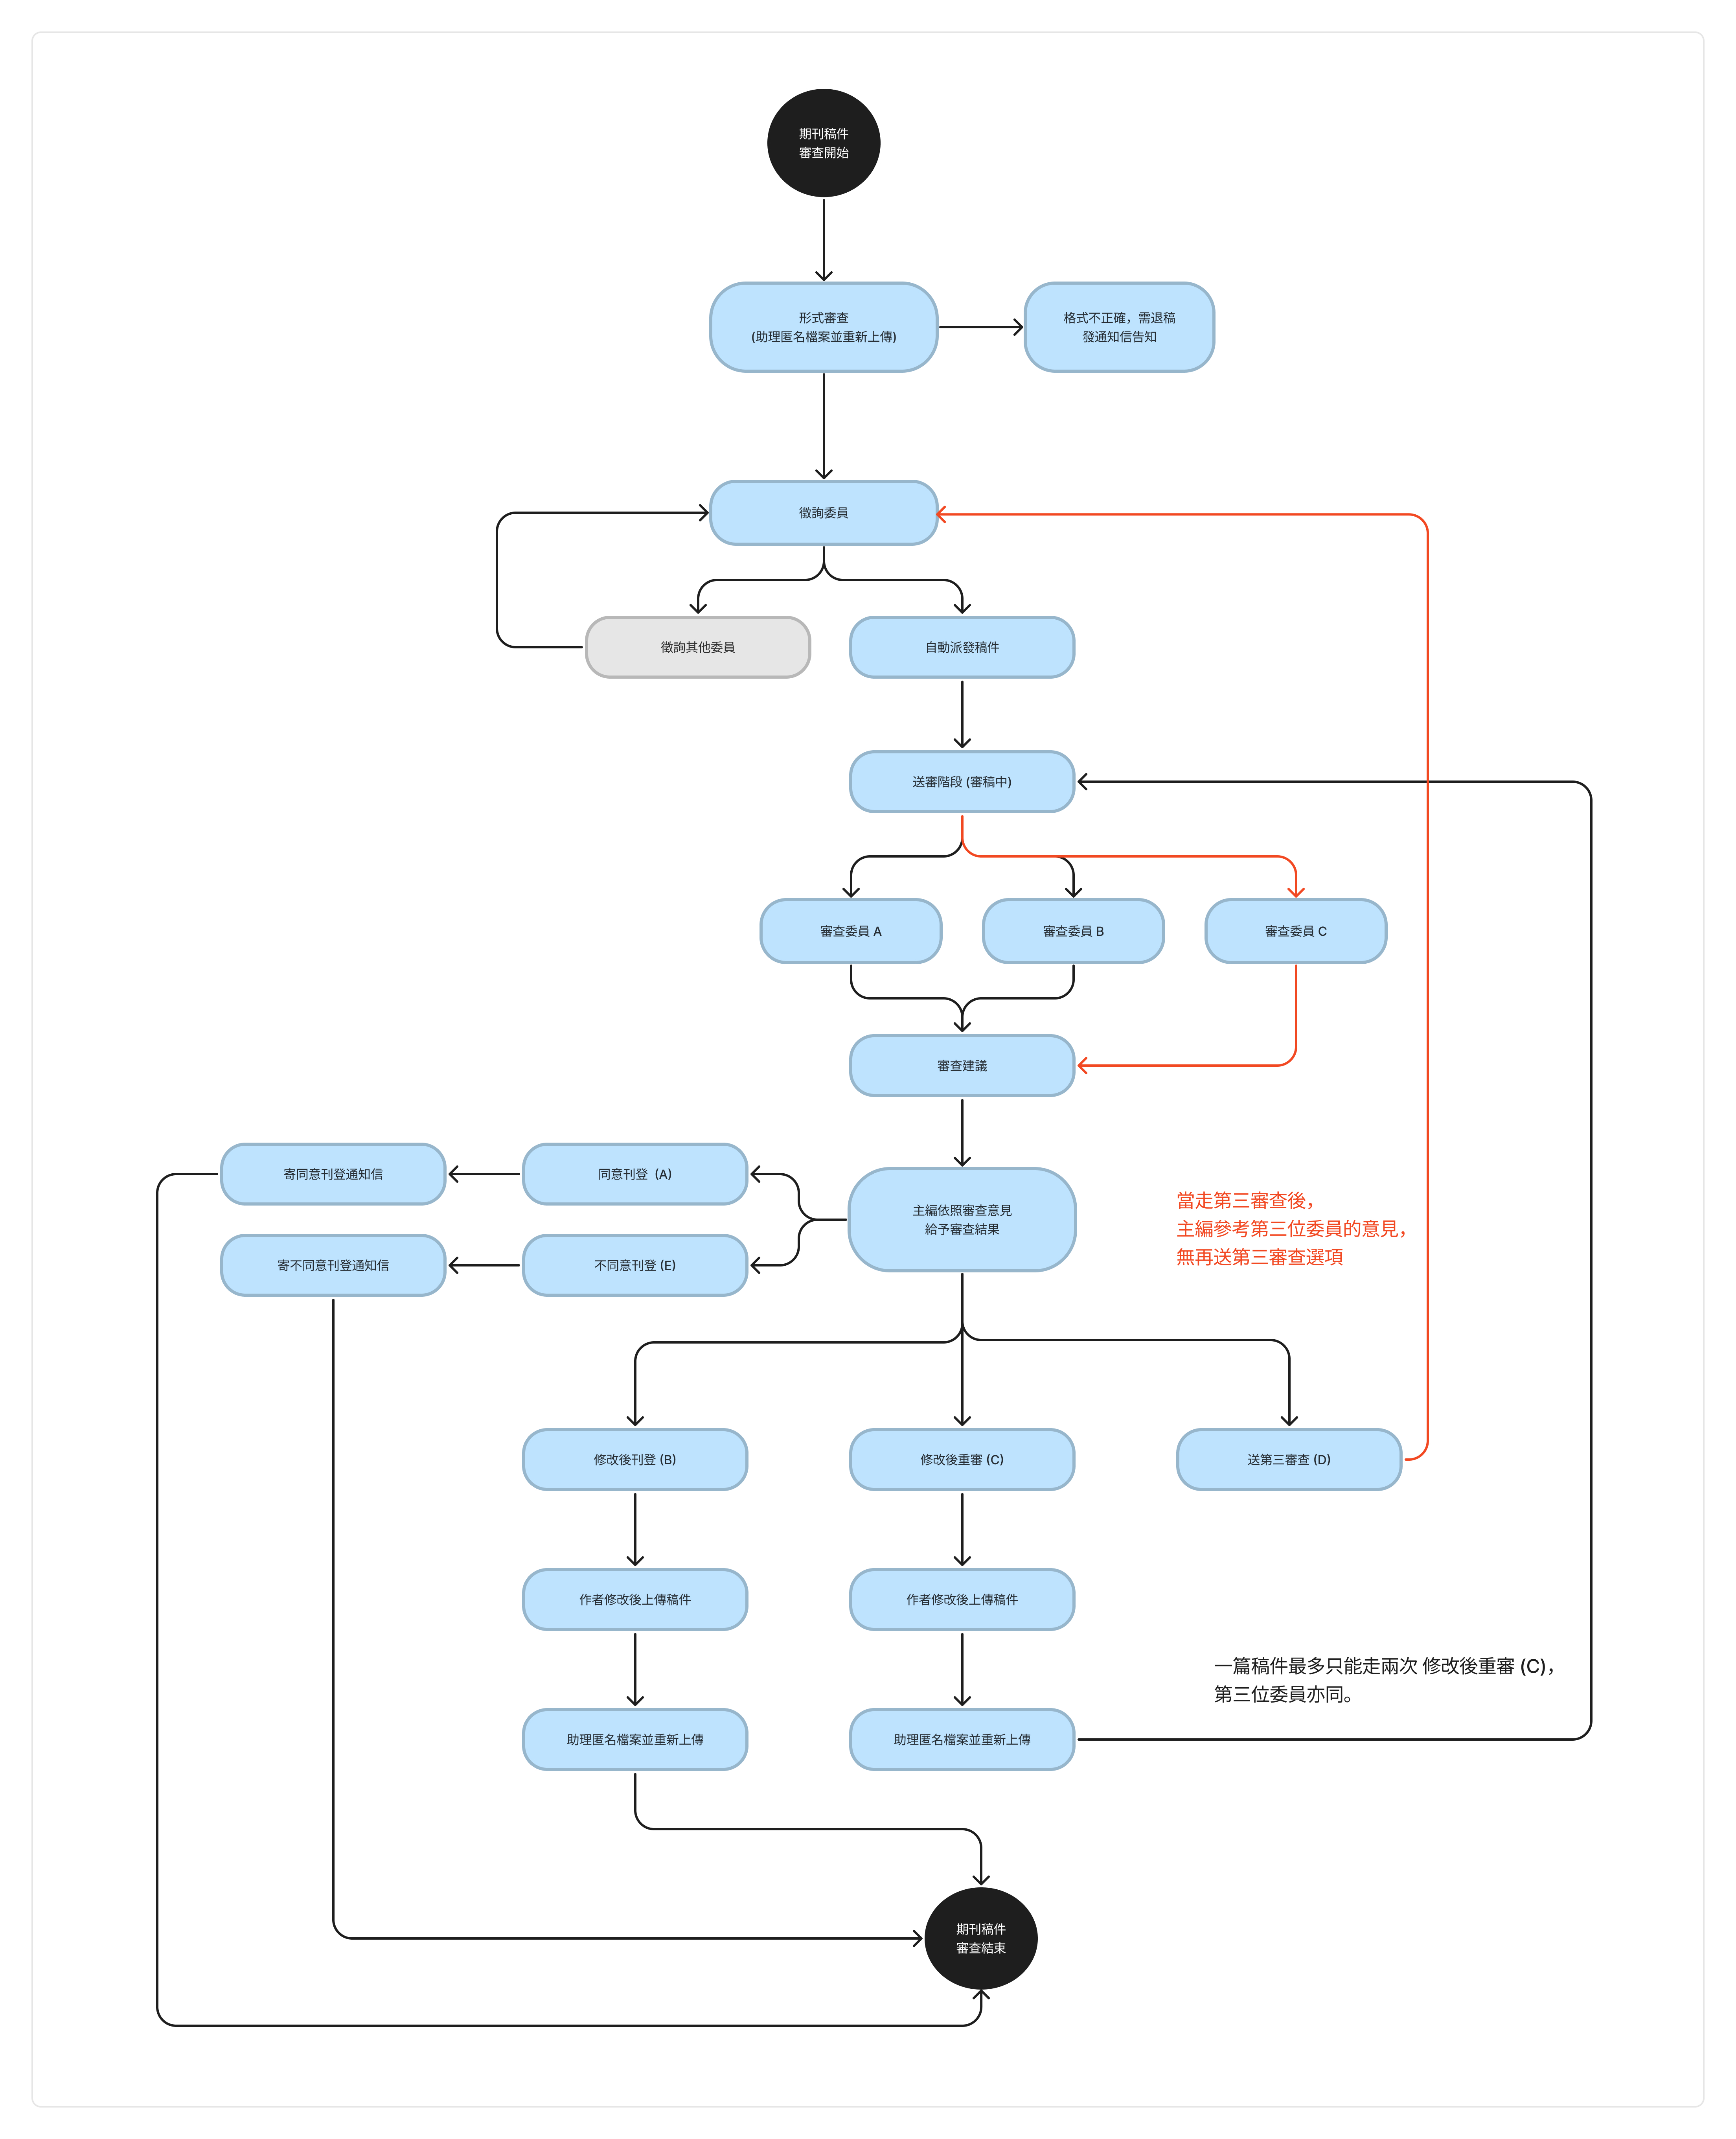 期刊稿件
審查開始
形式審查
(助理匿名檔案並重新上傳)
格式不正確，需退稿
發通知信告知
徵詢委員
徵詢其他委員
自動派發稿件
送審階段 (審稿中)
審查委員 A
審查委員 B
審查委員 C
審查建議
寄同意刊登通知信
同意刊登 (A)
主編依照審查意見
給予審查結果
當走第三審查後，
主編參考第三位委員的意見，
無再送第三審查選項
寄不同意刊登通知信
不同意刊登 (E)
修改後刊登 (B)
修改後重審 (C)
送第三審查 (D)
作者修改後上傳稿件
作者修改後上傳稿件
一篇稿件最多只能走兩次 修改後重審 (C)，
第三位委員亦同。
助理匿名檔案並重新上傳
助理匿名檔案並重新上傳
期刊稿件
審查結束